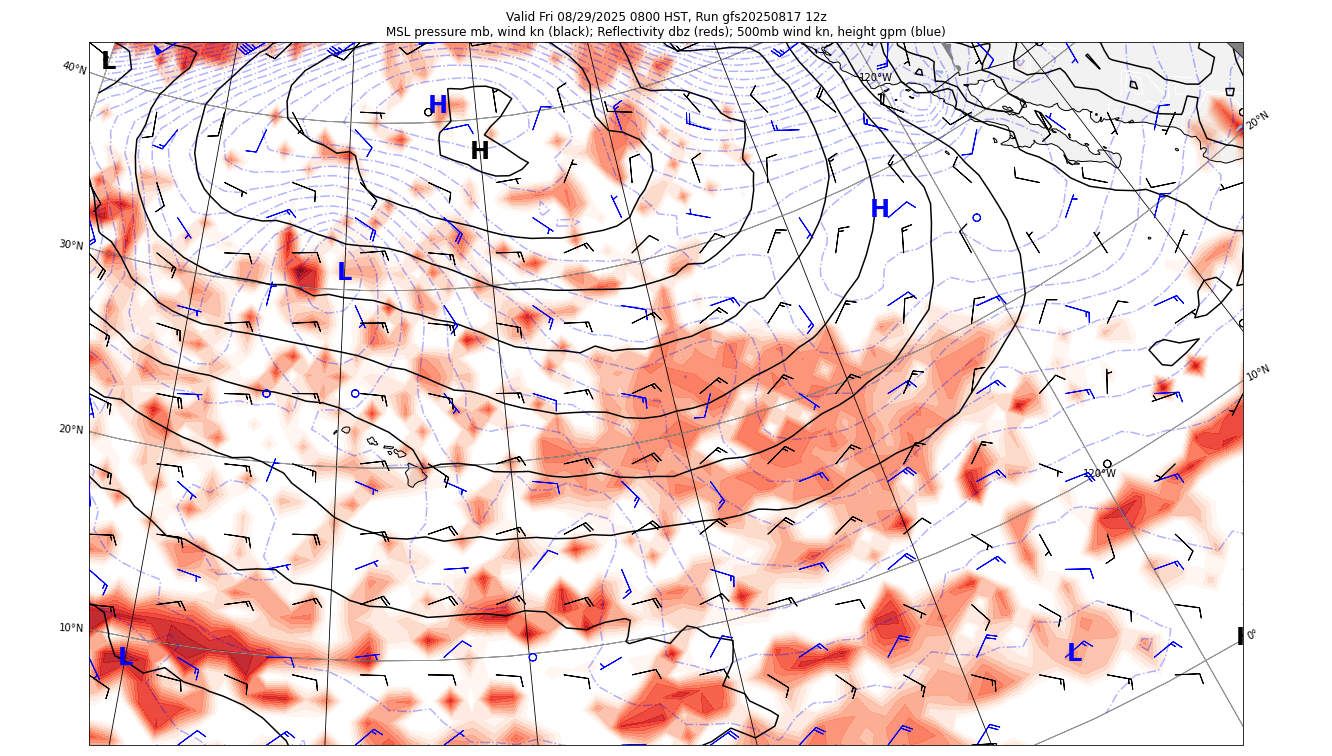 Valid Fri 08/29/2025 0800 HST, Run gfs20250817 12z
MSL pressure mb, wind kn (black); Reflectivity dbz (reds); 500mb wind kn, height gpm (blue)
L
40°N
120°W
H
20°N
H
H
30°N
L
10°N
20°N
120°W
10°N
0°
L
L